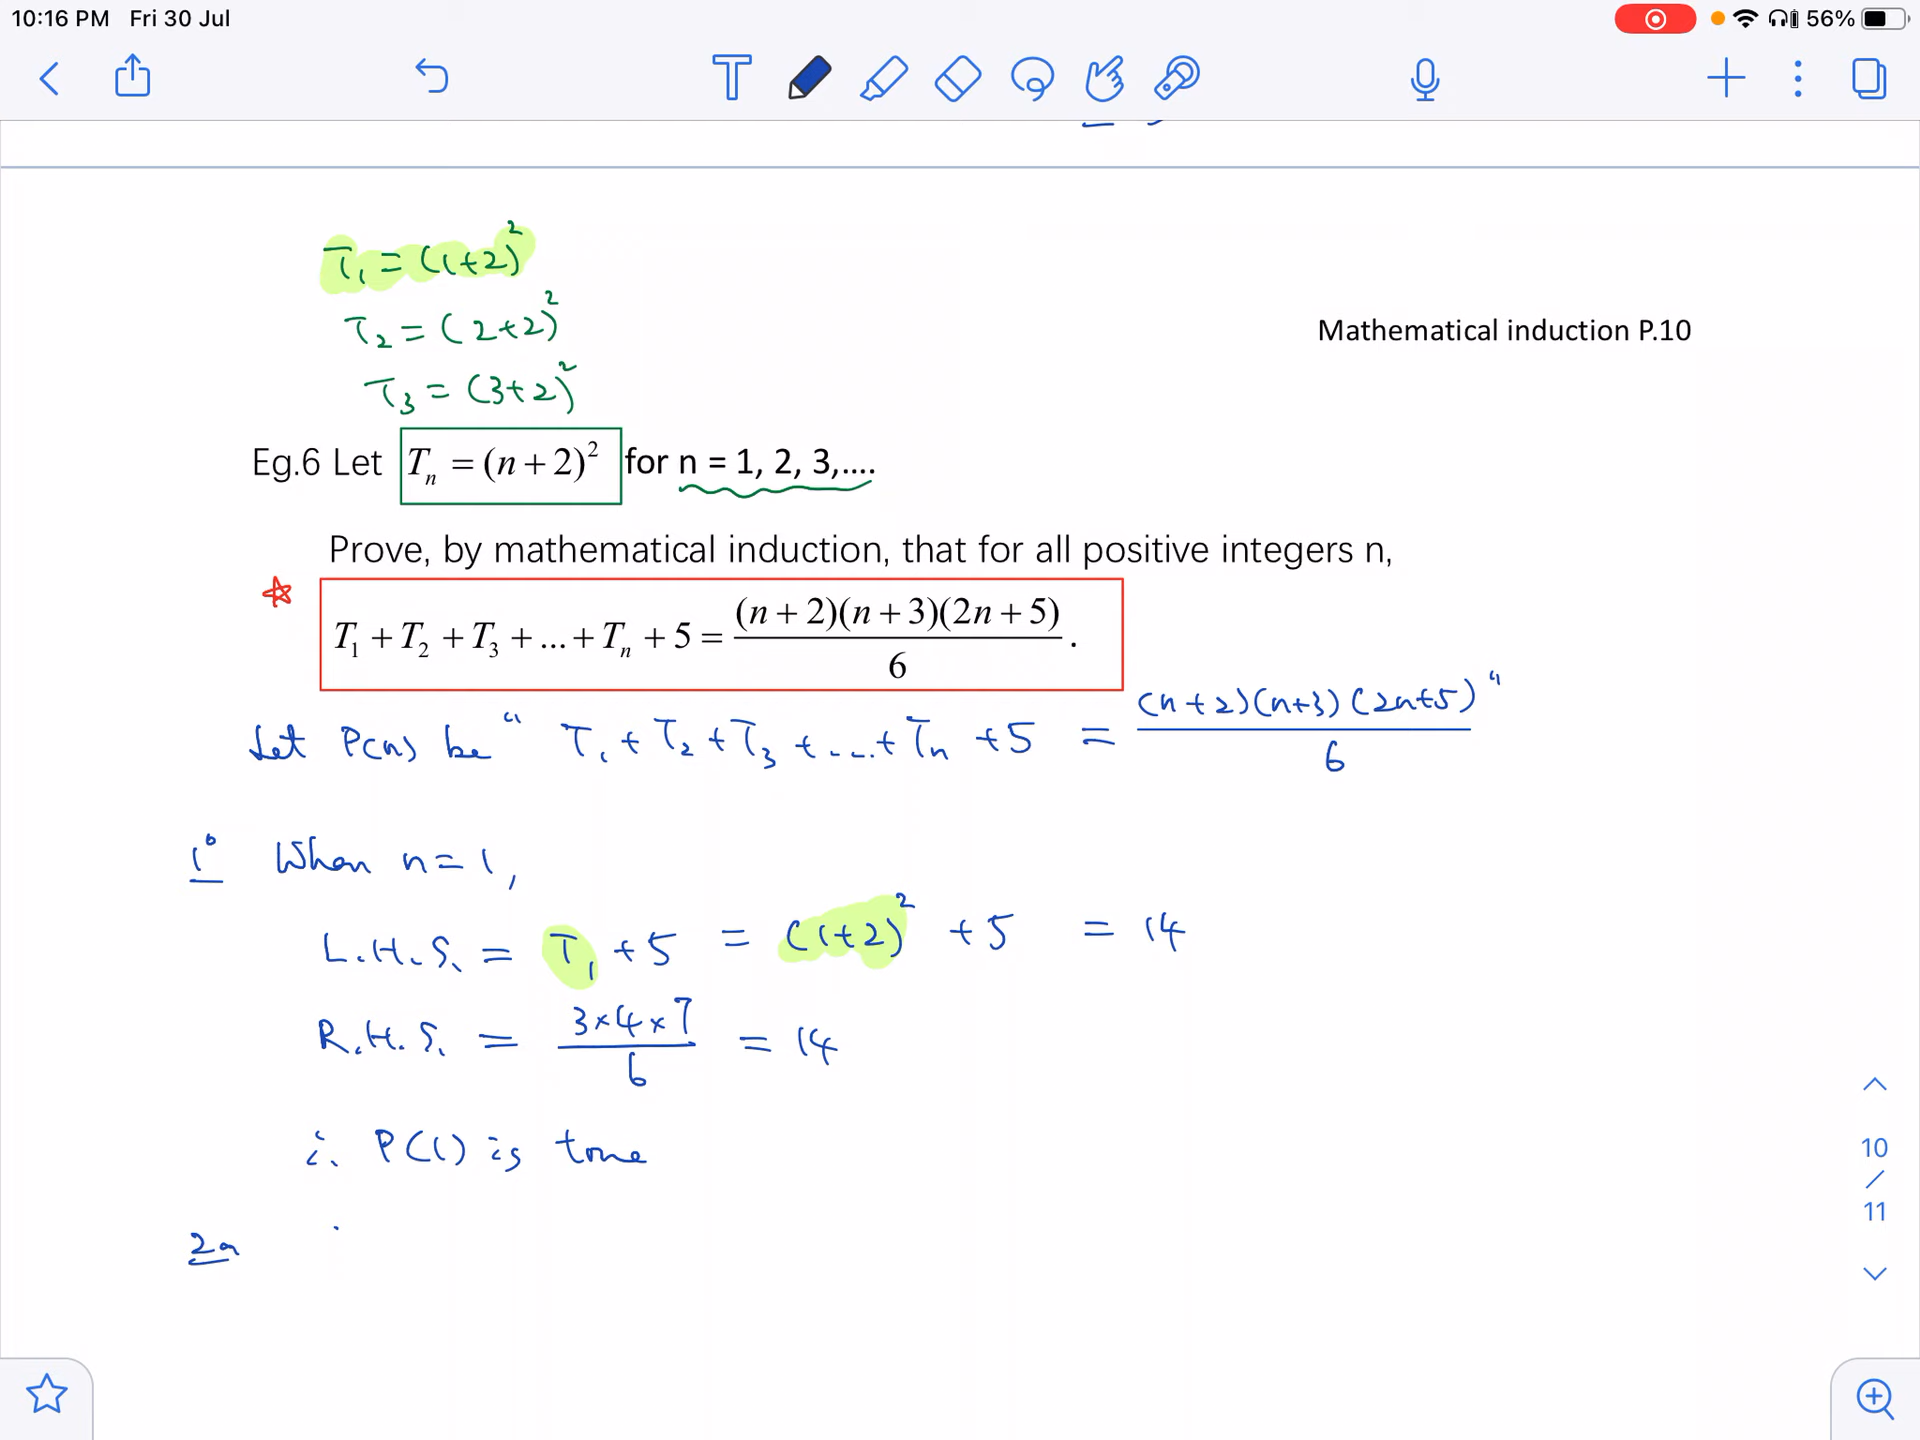 10:16 PM Fri 30 Jul 56%
T₁ = (1+2)²
T₂ = (2+2)²
T₃ = (3+2)²
Mathematical induction P.10
Eg.6 Let Tₙ = (n + 2)² for n = 1, 2, 3,....
Prove, by mathematical induction, that for all positive integers n,
T₁ + T₂ + T₃ + ... + Tₙ + 5 = (n + 2)(n + 3)(2n + 5) / 6 .
Let P(n) be " T₁ + T₂ + T₃ + ... + Tₙ + 5 = (n+2)(n+3)(2n+5) / 6 "
1° When n = 1,
L.H.S. = T₁ + 5 = (1+2)² + 5 = 14
R.H.S. = 3×4×7 / 6 = 14
∴ P(1) is true
2°
10
/
11